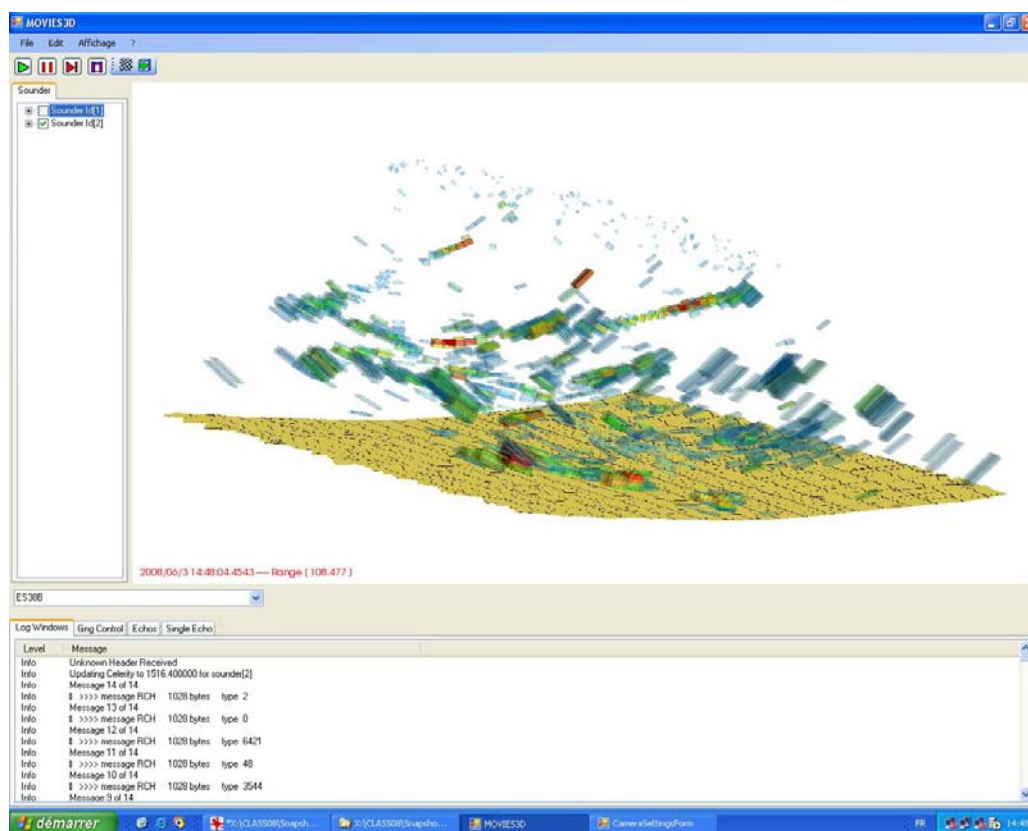 MOVIES3D
File Edit Affichage ?
Sounder
Sounder Id[1]
Sounder Id[2]
2008/06/3 14:48:04.4543 --- Range ( 108.477 )
ES38B
Log Windows Ging Control Echos Single Echo
Level Message
Info Unknown Header Received
Info Updating Celerity to 1516.400000 for sounder[2]
Info Message 14 of 14
Info >>>> message RCH 1028 bytes type 2
Info Message 13 of 14
Info >>>> message RCH 1028 bytes type 0
Info Message 12 of 14
Info >>>> message RCH 1028 bytes type 6421
Info Message 11 of 14
Info >>>> message RCH 1028 bytes type 48
Info Message 10 of 14
Info >>>> message RCH 1028 bytes type 3544
Info Message 9 of 14
démarrer *X:\CLASS08\Snapsh... X:\CLASS08\Snapsho... MOVIES3D CameraSettingsForm FR